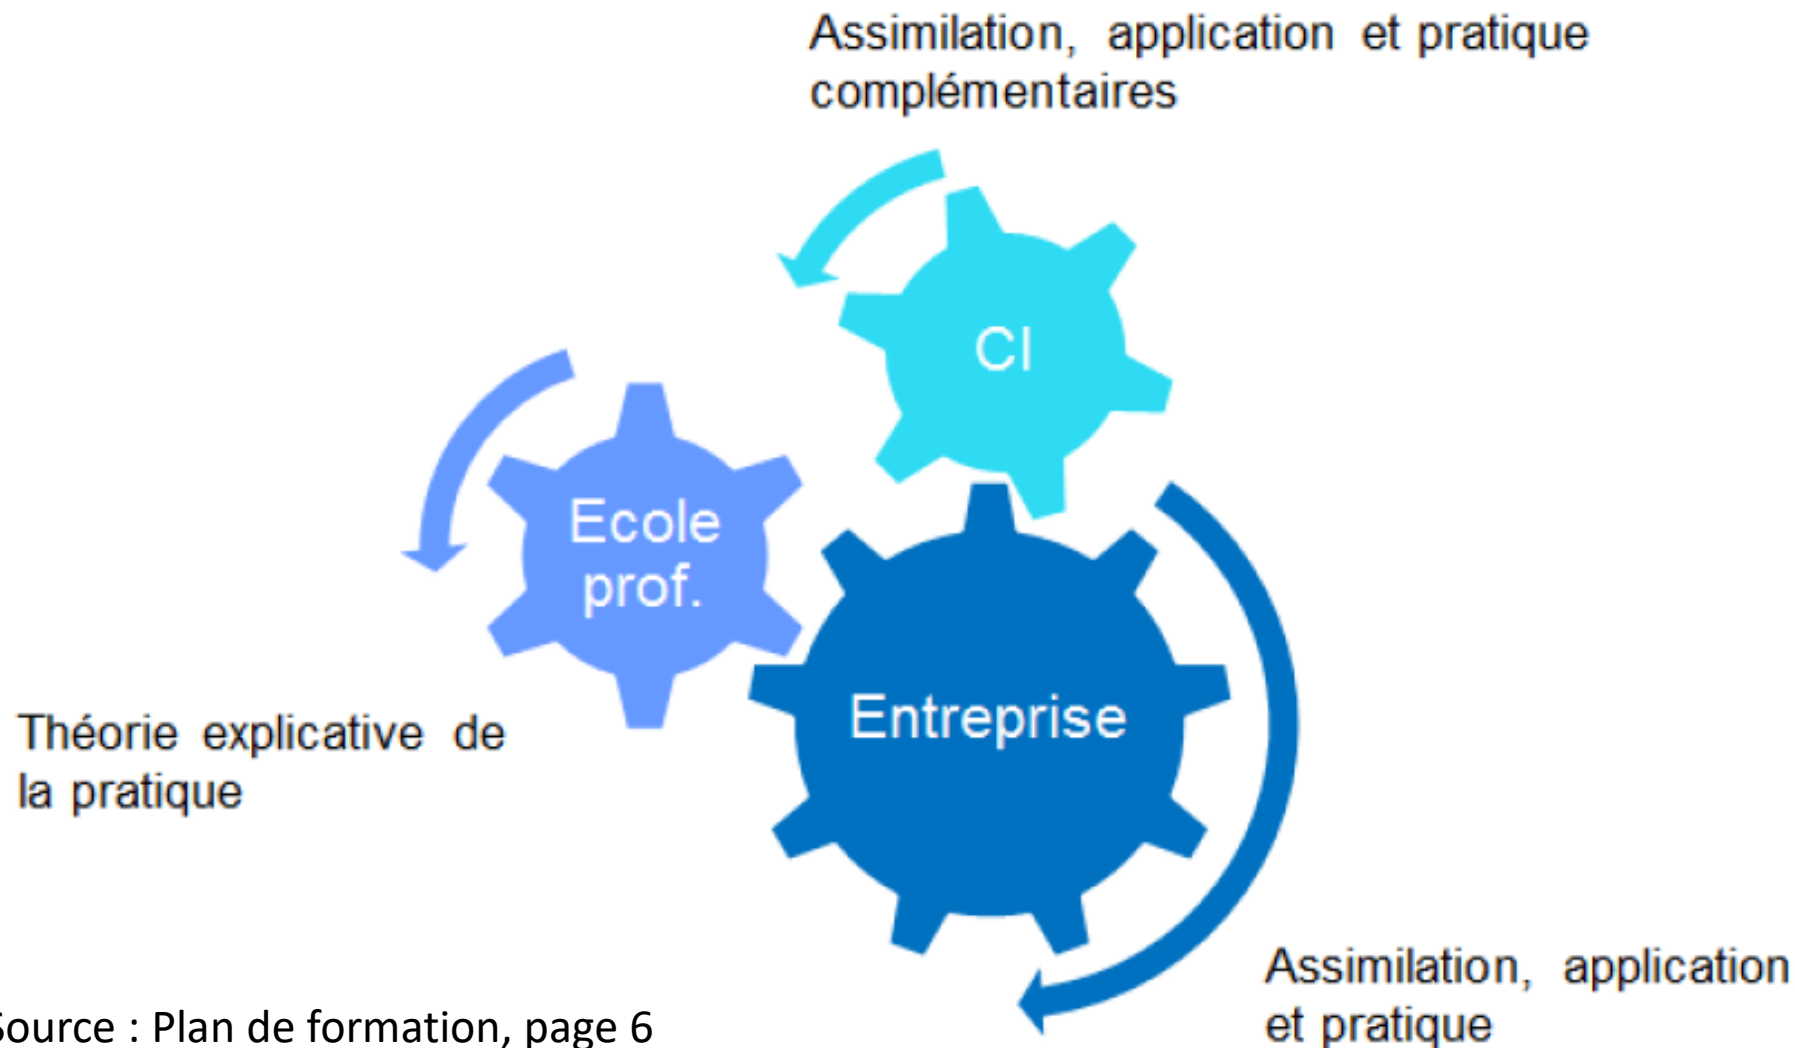 Assimilation, application et pratique
complémentaires
CI
Ecole
prof.
Entreprise
Théorie explicative de
la pratique
Assimilation, application
et pratique
Source : Plan de formation, page 6